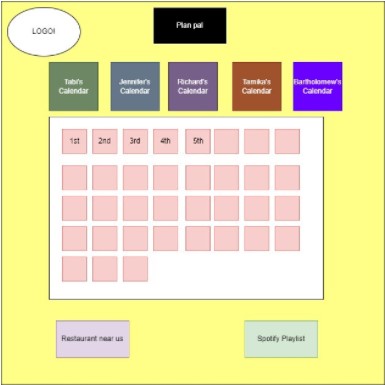 LOGO!
Plan pal
Tabi's
Calendar
Jennifer's
Calendar
Richard's
Calendar
Tamika's
Calendar
Bartholomew's
Calendar
1st 2nd 3rd 4th 5th
Restaurant near us
Spotify Playlist